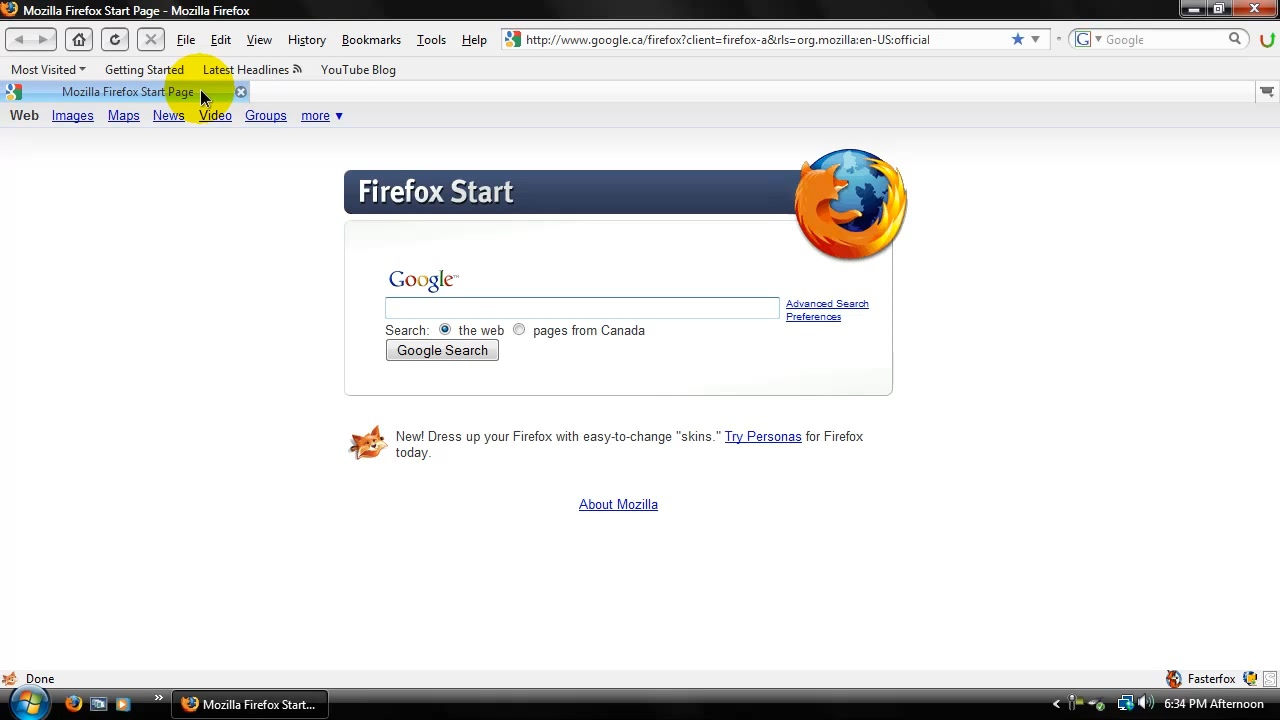 Mozilla Firefox Start Page - Mozilla Firefox
File Edit View History Bookmarks Tools Help http://www.google.ca/firefox?client=firefox-a&rls=org.mozilla:en-US:official Google
Most Visited Getting Started Latest Headlines YouTube Blog
Mozilla Firefox Start Page
Web Images Maps News Video Groups more ▼
Firefox Start
Google™
Advanced Search
Preferences
Search: the web pages from Canada
Google Search
New! Dress up your Firefox with easy-to-change "skins." Try Personas for Firefox
today.
About Mozilla
Done Fasterfox
Mozilla Firefox Start... 6:34 PM Afternoon